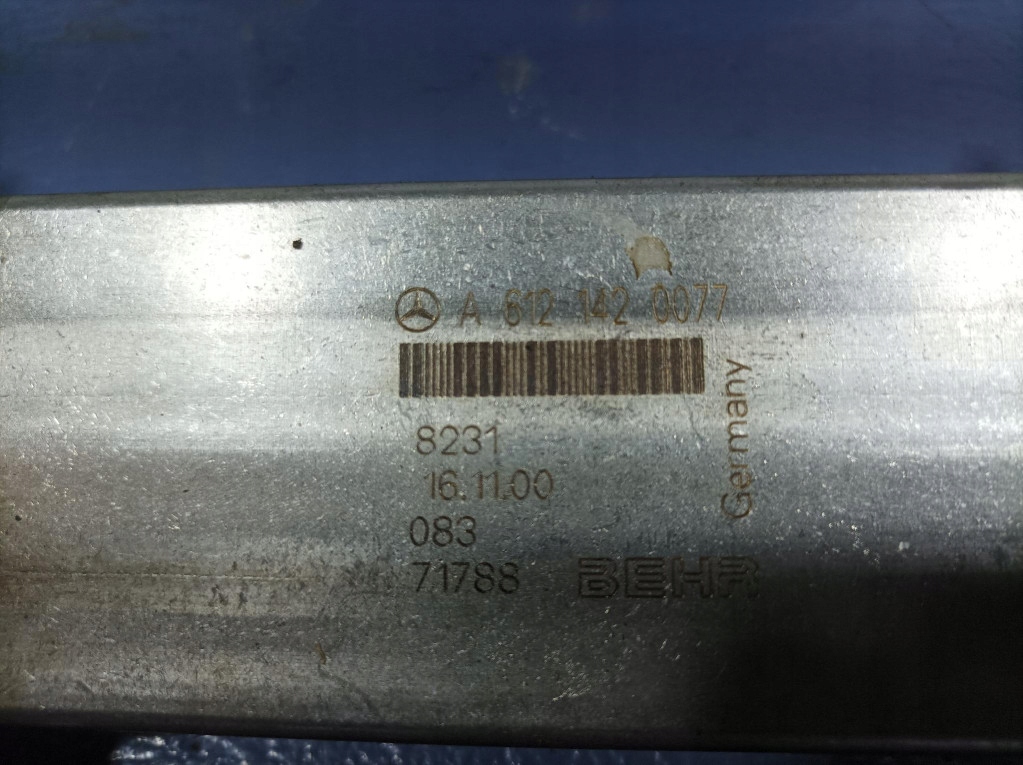 A 612 142 0077
8231
16.11.00
083
71788 BEHR
Germany